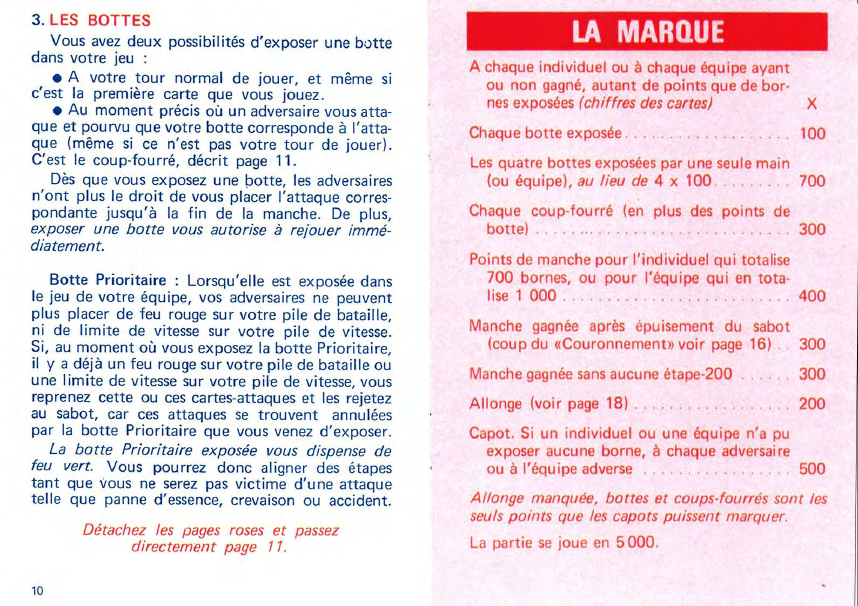 3. LES BOTTES
Vous avez deux possibilités d'exposer une botte
dans votre jeu :
● A votre tour normal de jouer, et même si
c'est la première carte que vous jouez.
● Au moment précis où un adversaire vous atta-
que et pourvu que votre botte corresponde à l'atta-
que (même si ce n'est pas votre tour de jouer).
C'est le coup-fourré, décrit page 11.
Dès que vous exposez une botte, les adversaires
n'ont plus le droit de vous placer l'attaque corres-
pondante jusqu'à la fin de la manche. De plus,
exposer une botte vous autorise à rejouer immé-
diatement.
Botte Prioritaire : Lorsqu'elle est exposée dans
le jeu de votre équipe, vos adversaires ne peuvent
plus placer de feu rouge sur votre pile de bataille,
ni de limite de vitesse sur votre pile de vitesse.
Si, au moment où vous exposez la botte Prioritaire,
il y a déjà un feu rouge sur votre pile de bataille ou
une limite de vitesse sur votre pile de vitesse, vous
reprenez cette ou ces cartes-attaques et les rejetez
au sabot, car ces attaques se trouvent annulées
par la botte Prioritaire que vous venez d'exposer.
La botte Prioritaire exposée vous dispense de
feu vert. Vous pourrez donc aligner des étapes
tant que vous ne serez pas victime d'une attaque
telle que panne d'essence, crevaison ou accident.
Détachez les pages roses et passez
directement page 11.
10
LA MARQUE
A chaque individuel ou à chaque équipe ayant
ou non gagné, autant de points que de bor-
nes exposées (chiffres des cartes) X
Chaque botte exposée . . . . . . . . . . . . . . . . . . . . 100
Les quatre bottes exposées par une seule main
(ou équipe), au lieu de 4 x 100 . . . . . . . . . 700
Chaque coup-fourré (en plus des points de
botte) . . . . . . . . . . . . . . . . . . . . . . . . . . . . . . 300
Points de manche pour l'individuel qui totalise
700 bornes, ou pour l'équipe qui en tota-
lise 1 000 . . . . . . . . . . . . . . . . . . . . . . . . . . 400
Manche gagnée après épuisement du sabot
(coup du «Couronnement» voir page 16) . . 300
Manche gagnée sans aucune étape-200 . . . . . . 300
Allonge (voir page 18) . . . . . . . . . . . . . . . . . . 200
Capot. Si un individuel ou une équipe n'a pu
exposer aucune borne, à chaque adversaire
ou à l'équipe adverse . . . . . . . . . . . . . . . . . 500
Allonge manquée, bottes et coups-fourrés sont les
seuls points que les capots puissent marquer.
La partie se joue en 5 000.